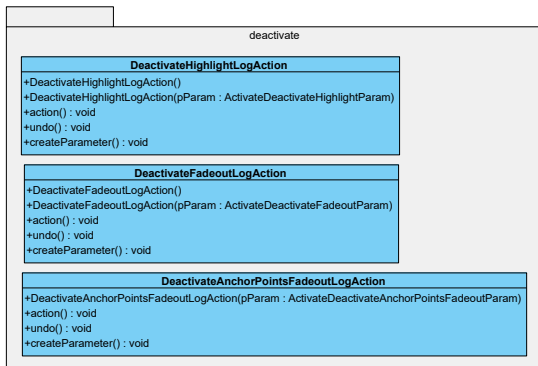 deactivate
DeactivateHighlightLogAction
+DeactivateHighlightLogAction()
+DeactivateHighlightLogAction(pParam : ActivateDeactivateHighlightParam)
+action() : void
+undo() : void
+createParameter() : void
DeactivateFadeoutLogAction
+DeactivateFadeoutLogAction()
+DeactivateFadeoutLogAction(pParam : ActivateDeactivateFadeoutParam)
+action() : void
+undo() : void
+createParameter() : void
DeactivateAnchorPointsFadeoutLogAction
+DeactivateAnchorPointsFadeoutLogAction(pParam : ActivateDeactivateAnchorPointsFadeoutParam)
+action() : void
+undo() : void
+createParameter() : void